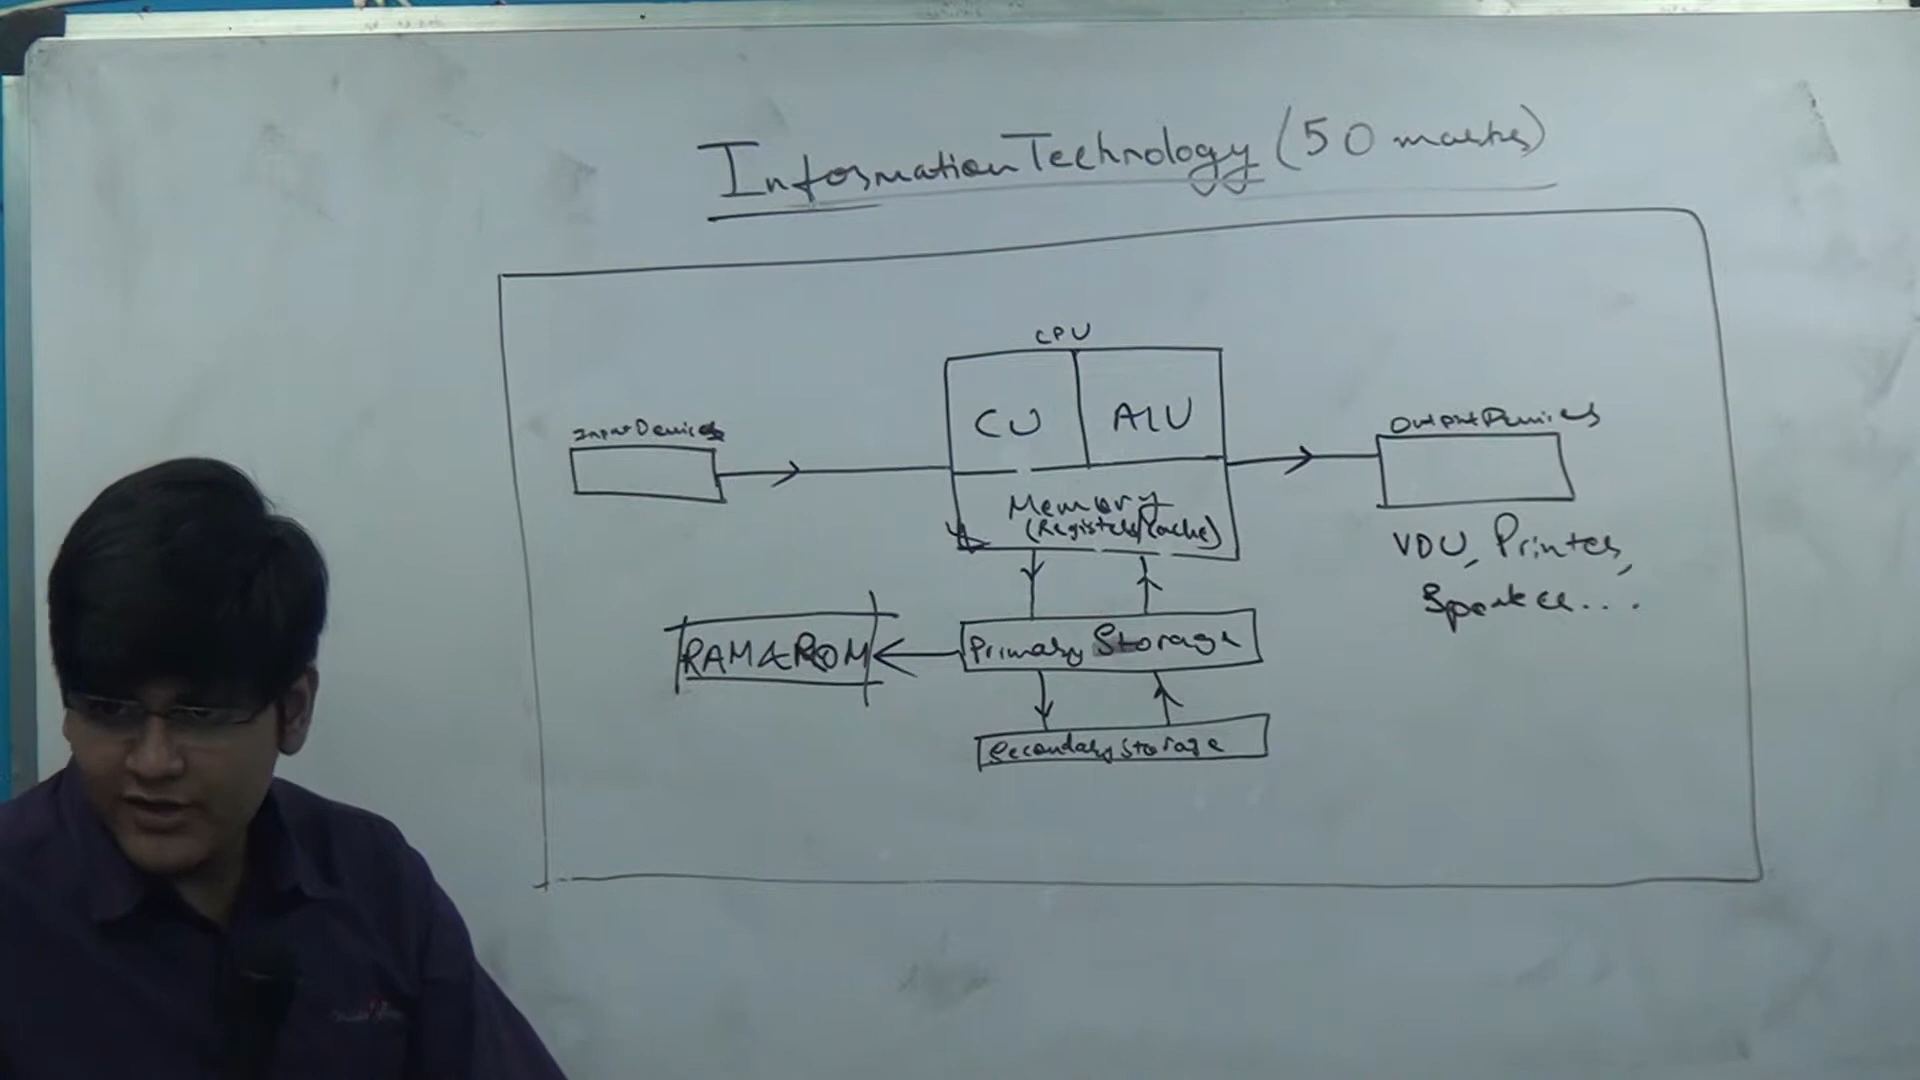 Information Technology (50 marks)
CPU
CU
ALU
Input Devices
Output Devices
Memory
(Registers/Cache)
VDU, Printer,
Speaker....
RAM & ROM
Primary Storage
Secondary Storage